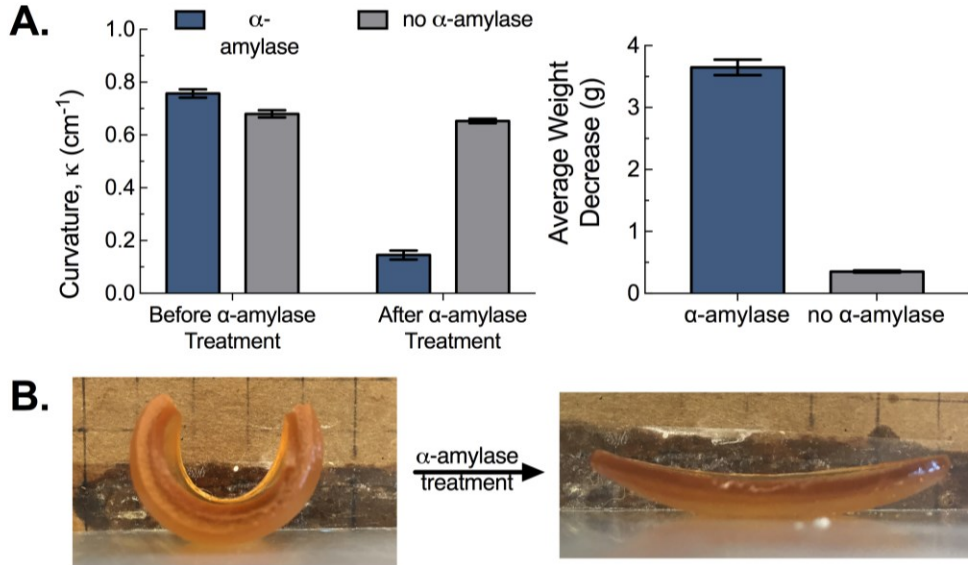 A.
α-
amylase
no α-amylase
Curvature, κ (cm-1)
1.0
0.8
0.6
0.4
0.2
0.0
Before α-amylase
Treatment
After α-amylase
Treatment
Average Weight
Decrease (g)
4
3
2
1
0
α-amylase no α-amylase
B.
α-amylase
treatment